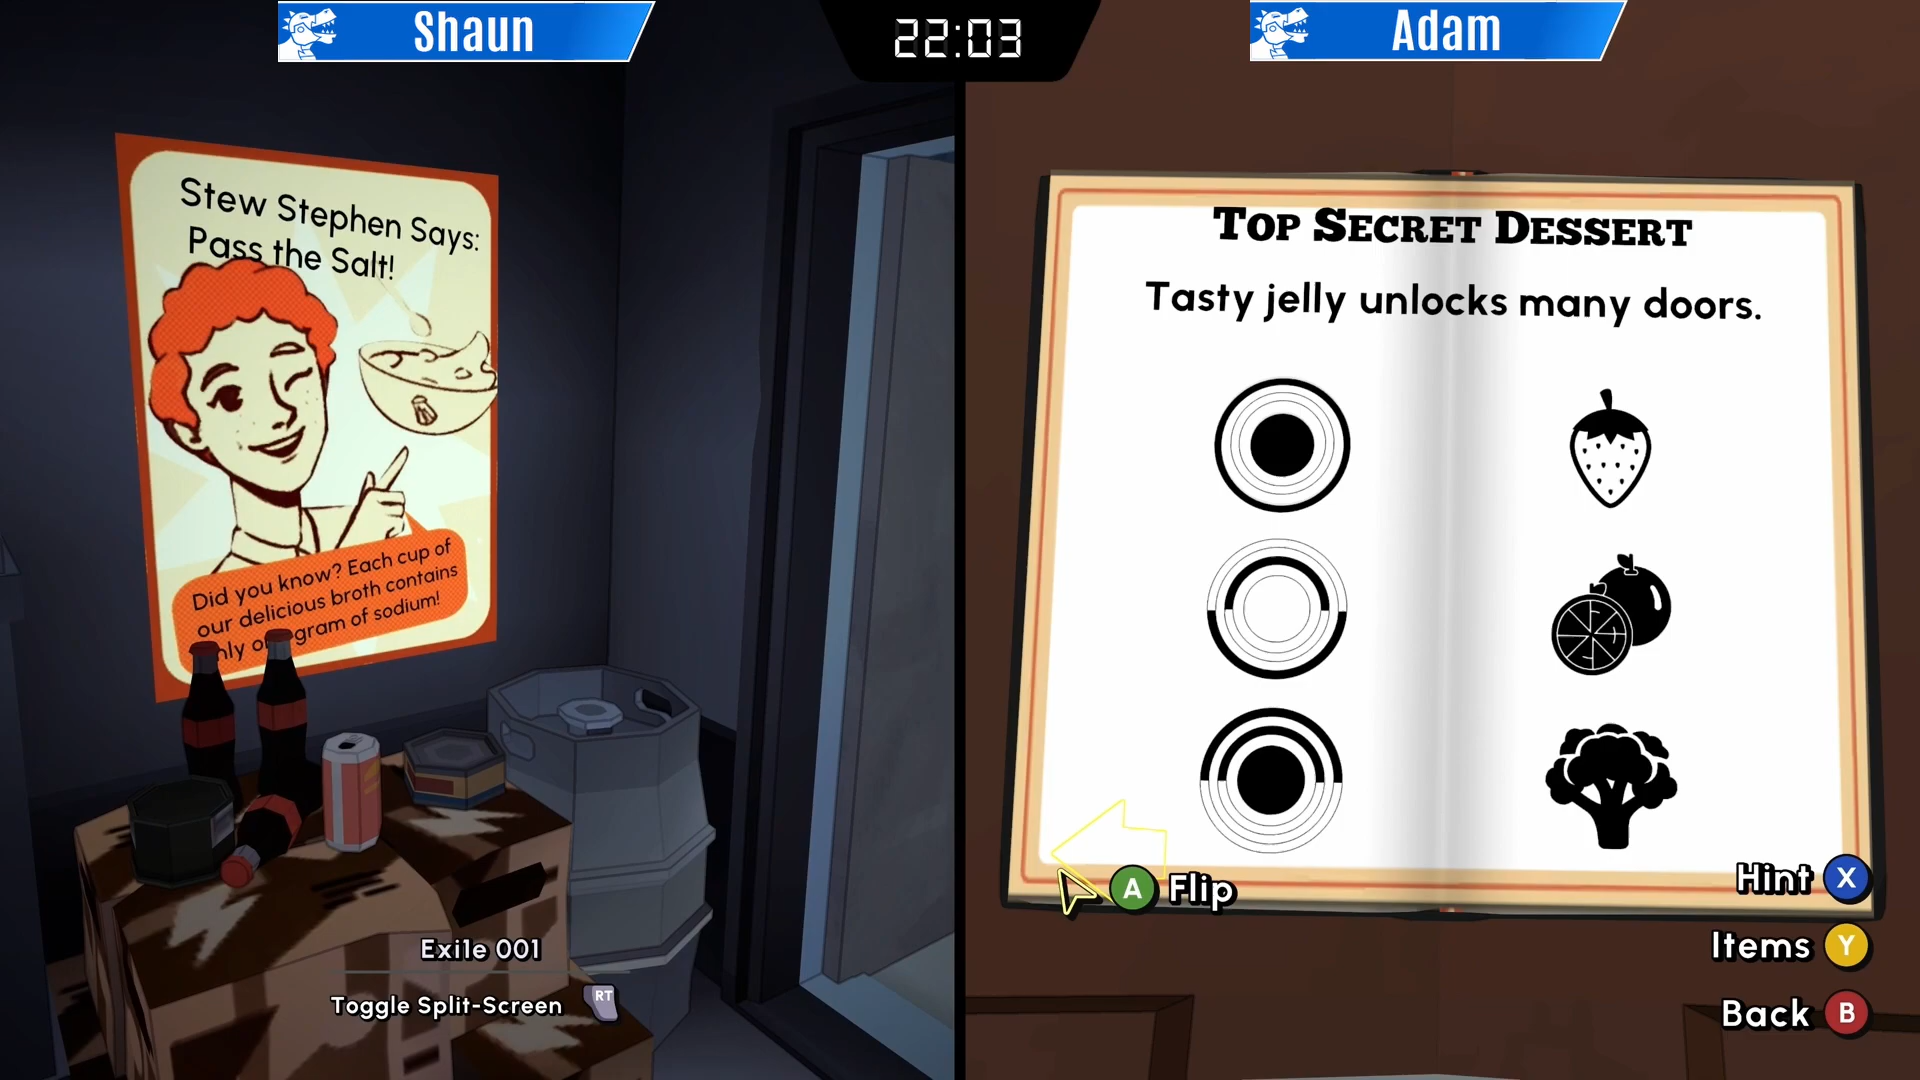 Shaun
22:03
Adam
Stew Stephen Says:
Pass the Salt!
Did you know? Each cup of
our delicious broth contains
gram of sodium!
Exile 001
Toggle Split-Screen RT
Top Secret Dessert
Tasty jelly unlocks many doors.
A Flip
Hint X
Items Y
Back B